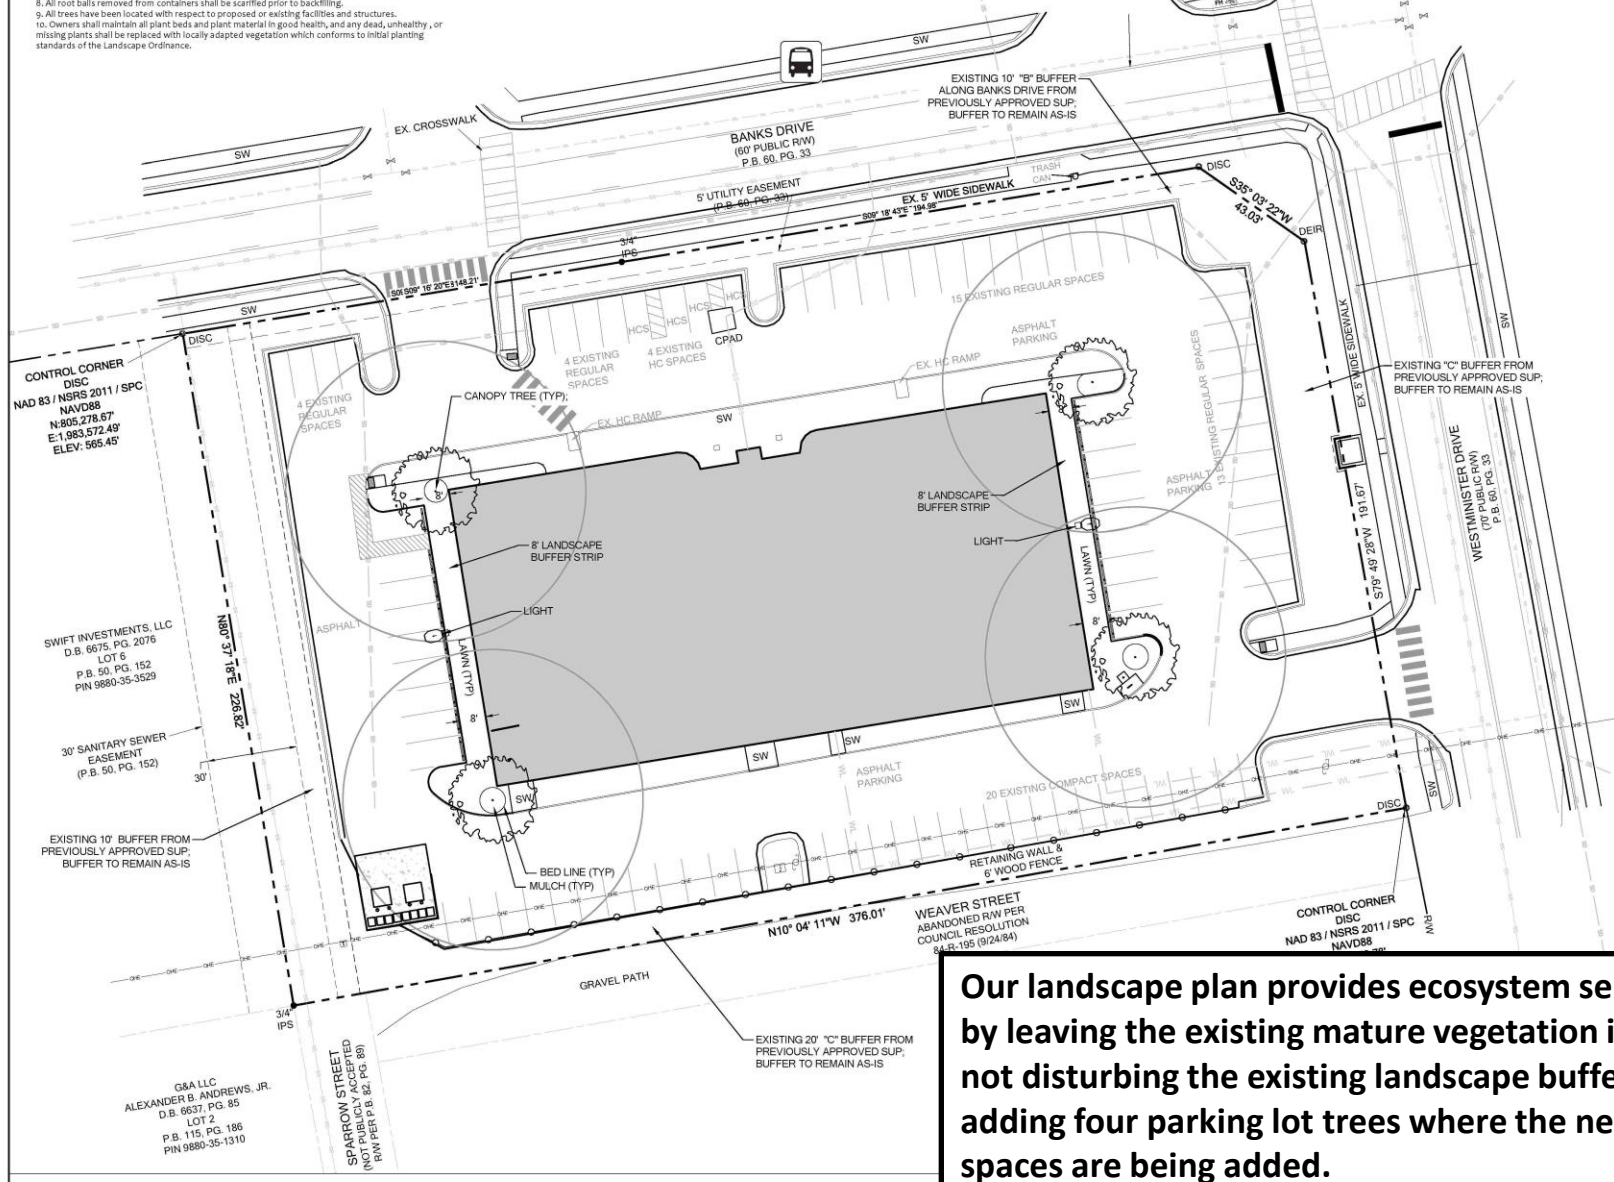 8. All root balls removed from containers shall be scarified prior to backfilling.
9. All trees have been located with respect to proposed or existing facilities and structures.
10. Owners shall maintain all plant beds and plant material in good health, and any dead, unhealthy , or
missing plants shall be replaced with locally adapted vegetation which conforms to initial planting
standards of the Landscape Ordinance.
SW
EX. CROSSWALK
SW
BANKS DRIVE
(60' PUBLIC R/W)
P.B. 60, PG. 33
EXISTING 10' "B" BUFFER
ALONG BANKS DRIVE FROM
PREVIOUSLY APPROVED SUP;
BUFFER TO REMAIN AS-IS
5' UTILITY EASEMENT
(P.B. 60, PG. 33)
TRASH
CAN
EX. 5' WIDE SIDEWALK
S09° 18' 43"E 194.98'
DISC
S35° 03' 22"W
43.03'
DEIR
3/4"
IPS
S09° 16' 20"E 148.21'
SW
DISC
CONTROL CORNER
DISC
NAD 83 / NSRS 2011 / SPC
NAVD88
N:805,278.67'
E:1,983,572.49'
ELEV: 565.45'
HCS
HCS
HCS
HCS
CPAD
4 EXISTING
REGULAR
SPACES
4 EXISTING
HC SPACES
15 EXISTING REGULAR SPACES
ASPHALT
PARKING
EX. HC RAMP
4 EXISTING
REGULAR
SPACES
CANOPY TREE (TYP);
EX. HC RAMP
SW
13 EXISTING REGULAR SPACES
EX. 5' WIDE SIDEWALK
SW
EXISTING "C" BUFFER FROM
PREVIOUSLY APPROVED SUP;
BUFFER TO REMAIN AS-IS
WESTMINISTER DRIVE
(70' PUBLIC R/W)
P.B. 60, PG. 33
8'
8' LANDSCAPE
BUFFER STRIP
8' LANDSCAPE
BUFFER STRIP
ASPHALT
PARKING
LIGHT
S79° 49' 28"W 191.67'
LAWN (TYP)
LIGHT
ASPHALT
LAWN (TYP)
8'
8'
SWIFT INVESTMENTS, LLC
D.B. 6675, PG. 2076
LOT 6
P.B. 50, PG. 152
PIN 9880-35-3529
N80° 37' 18"E 226.82'
30' SANITARY SEWER
EASEMENT
(P.B. 50, PG. 152)
30'
SW
SW
SW
SW
ASPHALT
PARKING
20 EXISTING COMPACT SPACES
WL
OHE
DISC
SW
EXISTING 10' BUFFER FROM
PREVIOUSLY APPROVED SUP;
BUFFER TO REMAIN AS-IS
BED LINE (TYP)
MULCH (TYP)
RETAINING WALL &
6' WOOD FENCE
N10° 04' 11"W 376.01'
WEAVER STREET
ABANDONED R/W PER
COUNCIL RESOLUTION
84-R-195 (9/24/84)
CONTROL CORNER
DISC
NAD 83 / NSRS 2011 / SPC
NAVD88
R/W
GRAVEL PATH
3/4"
IPS
EXISTING 20' "C" BUFFER FROM
PREVIOUSLY APPROVED SUP;
BUFFER TO REMAIN AS-IS
SPARROW STREET
(NOT PUBLICLY ACCEPTED
R/W PER P.B. 82, PG. 89)
G&A LLC
ALEXANDER B. ANDREWS, JR.
D.B. 6637, PG. 85
LOT 2
P.B. 115, PG. 186
PIN 9880-35-1310
Our landscape plan provides ecosystem se
by leaving the existing mature vegetation i
not disturbing the existing landscape buffe
adding four parking lot trees where the ne
spaces are being added.